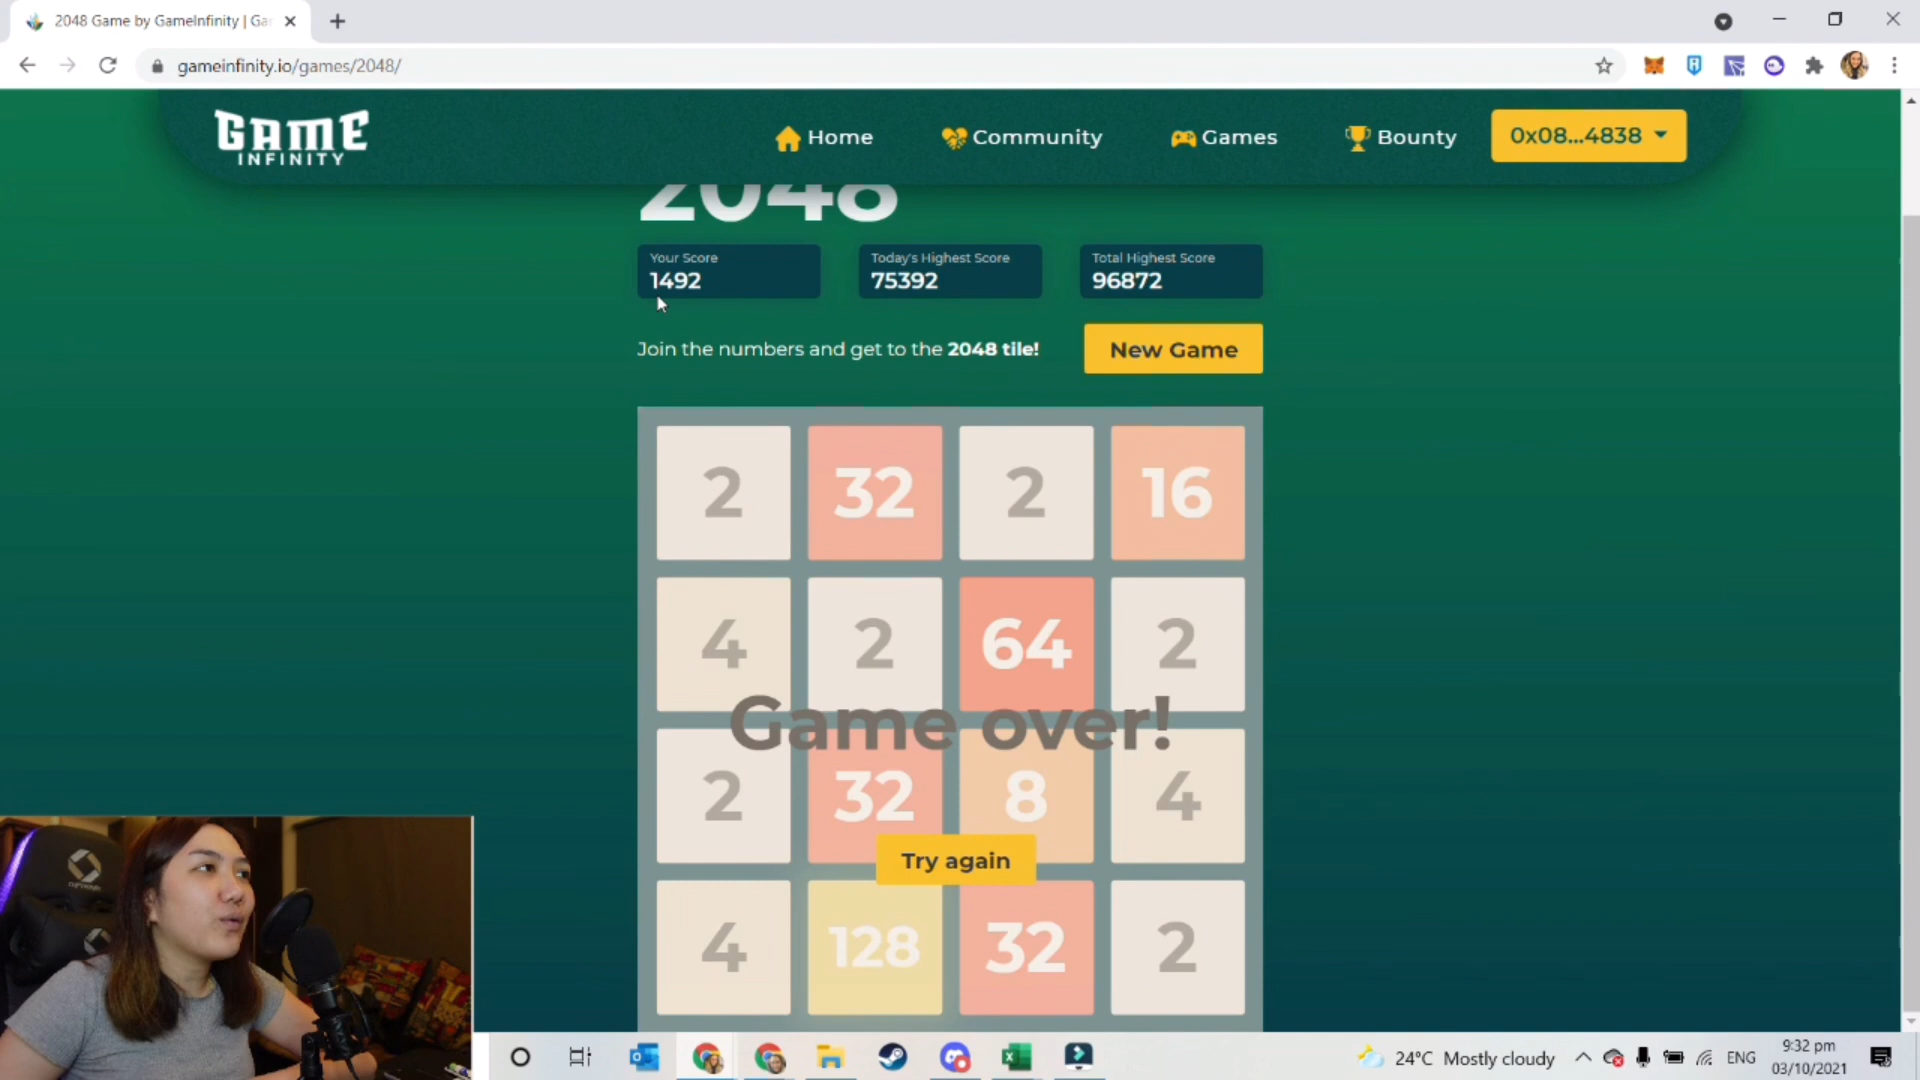 2048 Game by GameInfinity | Ga
gameinfinity.io/games/2048/
GAME
INFINITY
Home
Community
Games
Bounty
0x08...4838
2048
Your Score
1492
Today's Highest Score
75392
Total Highest Score
96872
Join the numbers and get to the 2048 tile!
New Game
2 32 2 16
4 2 64 2
Game over!
2 32 8 4
Try again
4 128 32 2
24°C Mostly cloudy
ENG
9:32 pm
03/10/2021